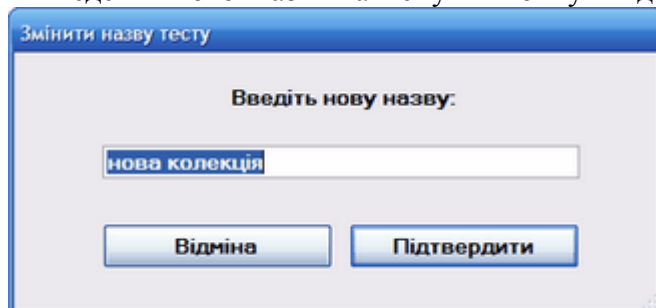 Змінити назву тесту
Введіть нову назву:
нова колекція
Відміна Підтвердити